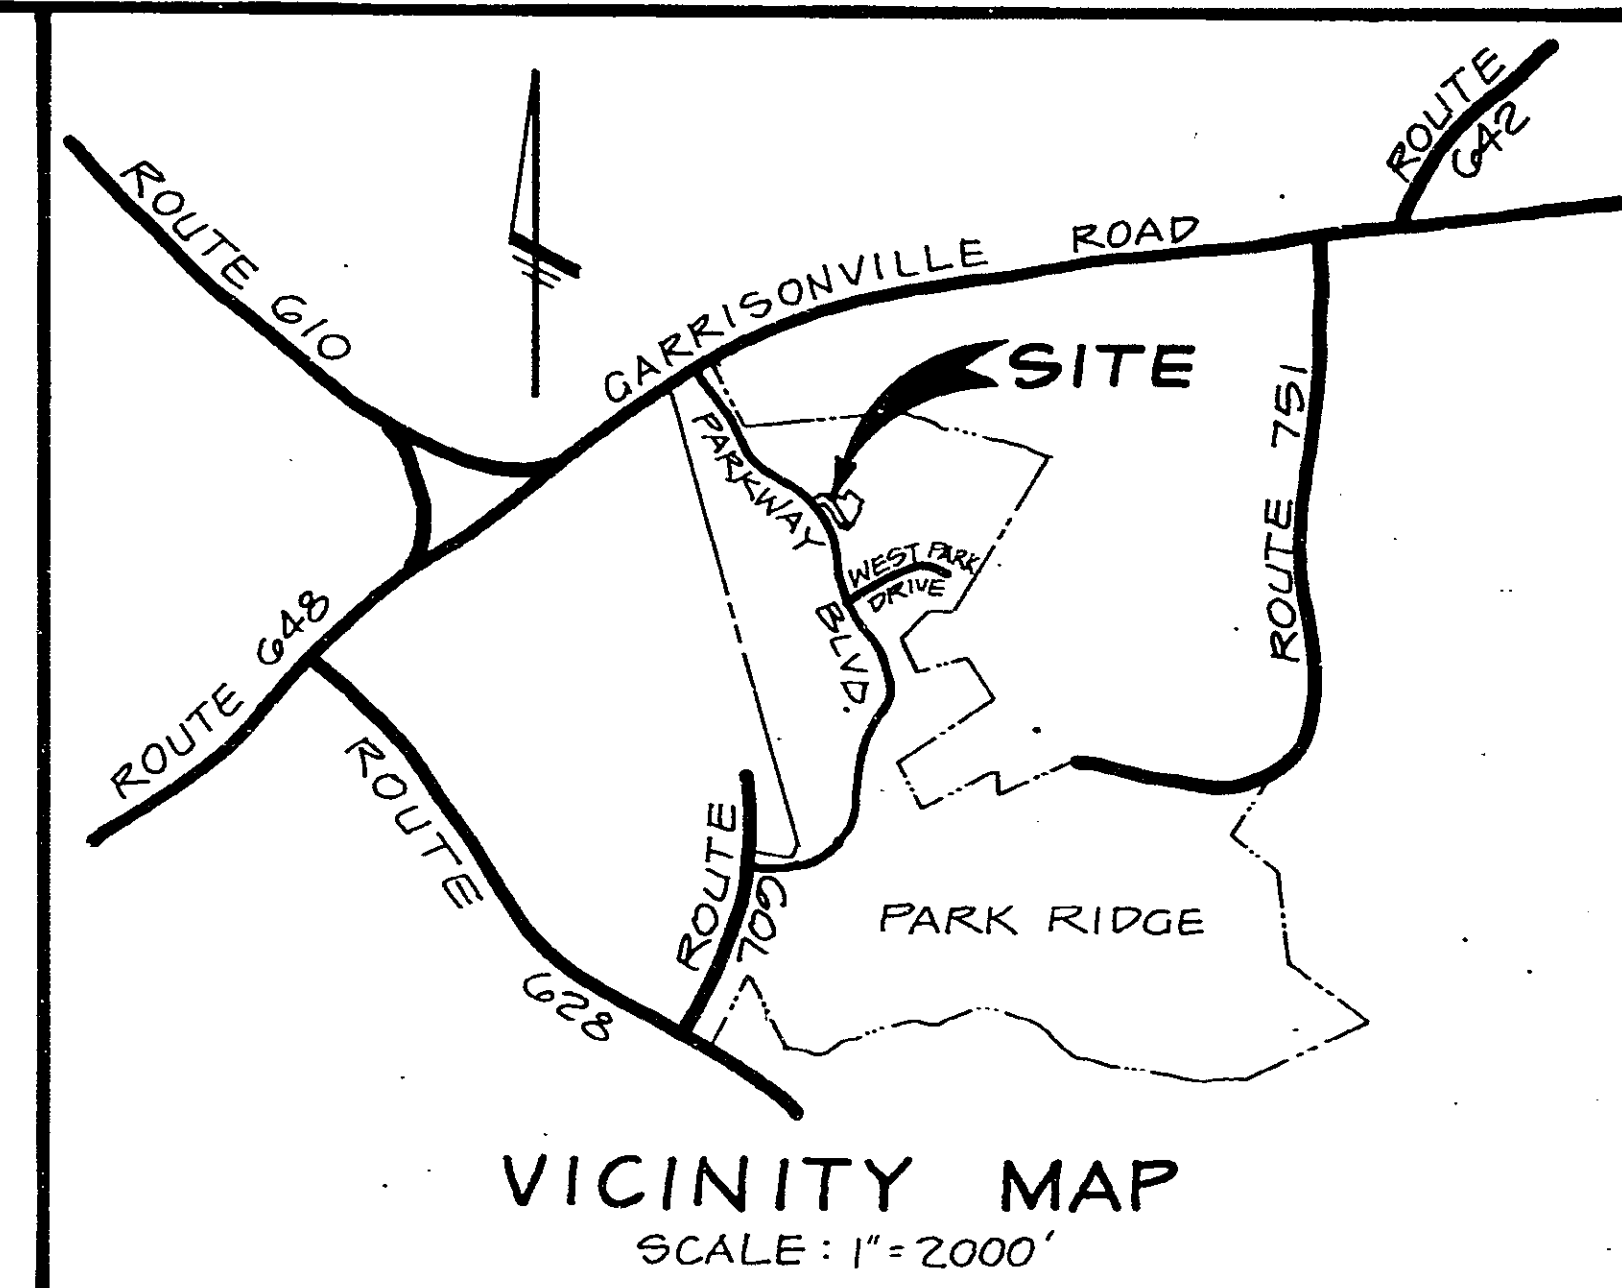 ROUTE 642
ROUTE 610
GARRISONVILLE ROAD
SITE
PARKWAY BLVD.
WEST PARK
DRIVE
ROUTE 751
ROUTE 648
ROUTE 628
ROUTE
PARK RIDGE
VICINITY MAP
SCALE: 1"=2000'